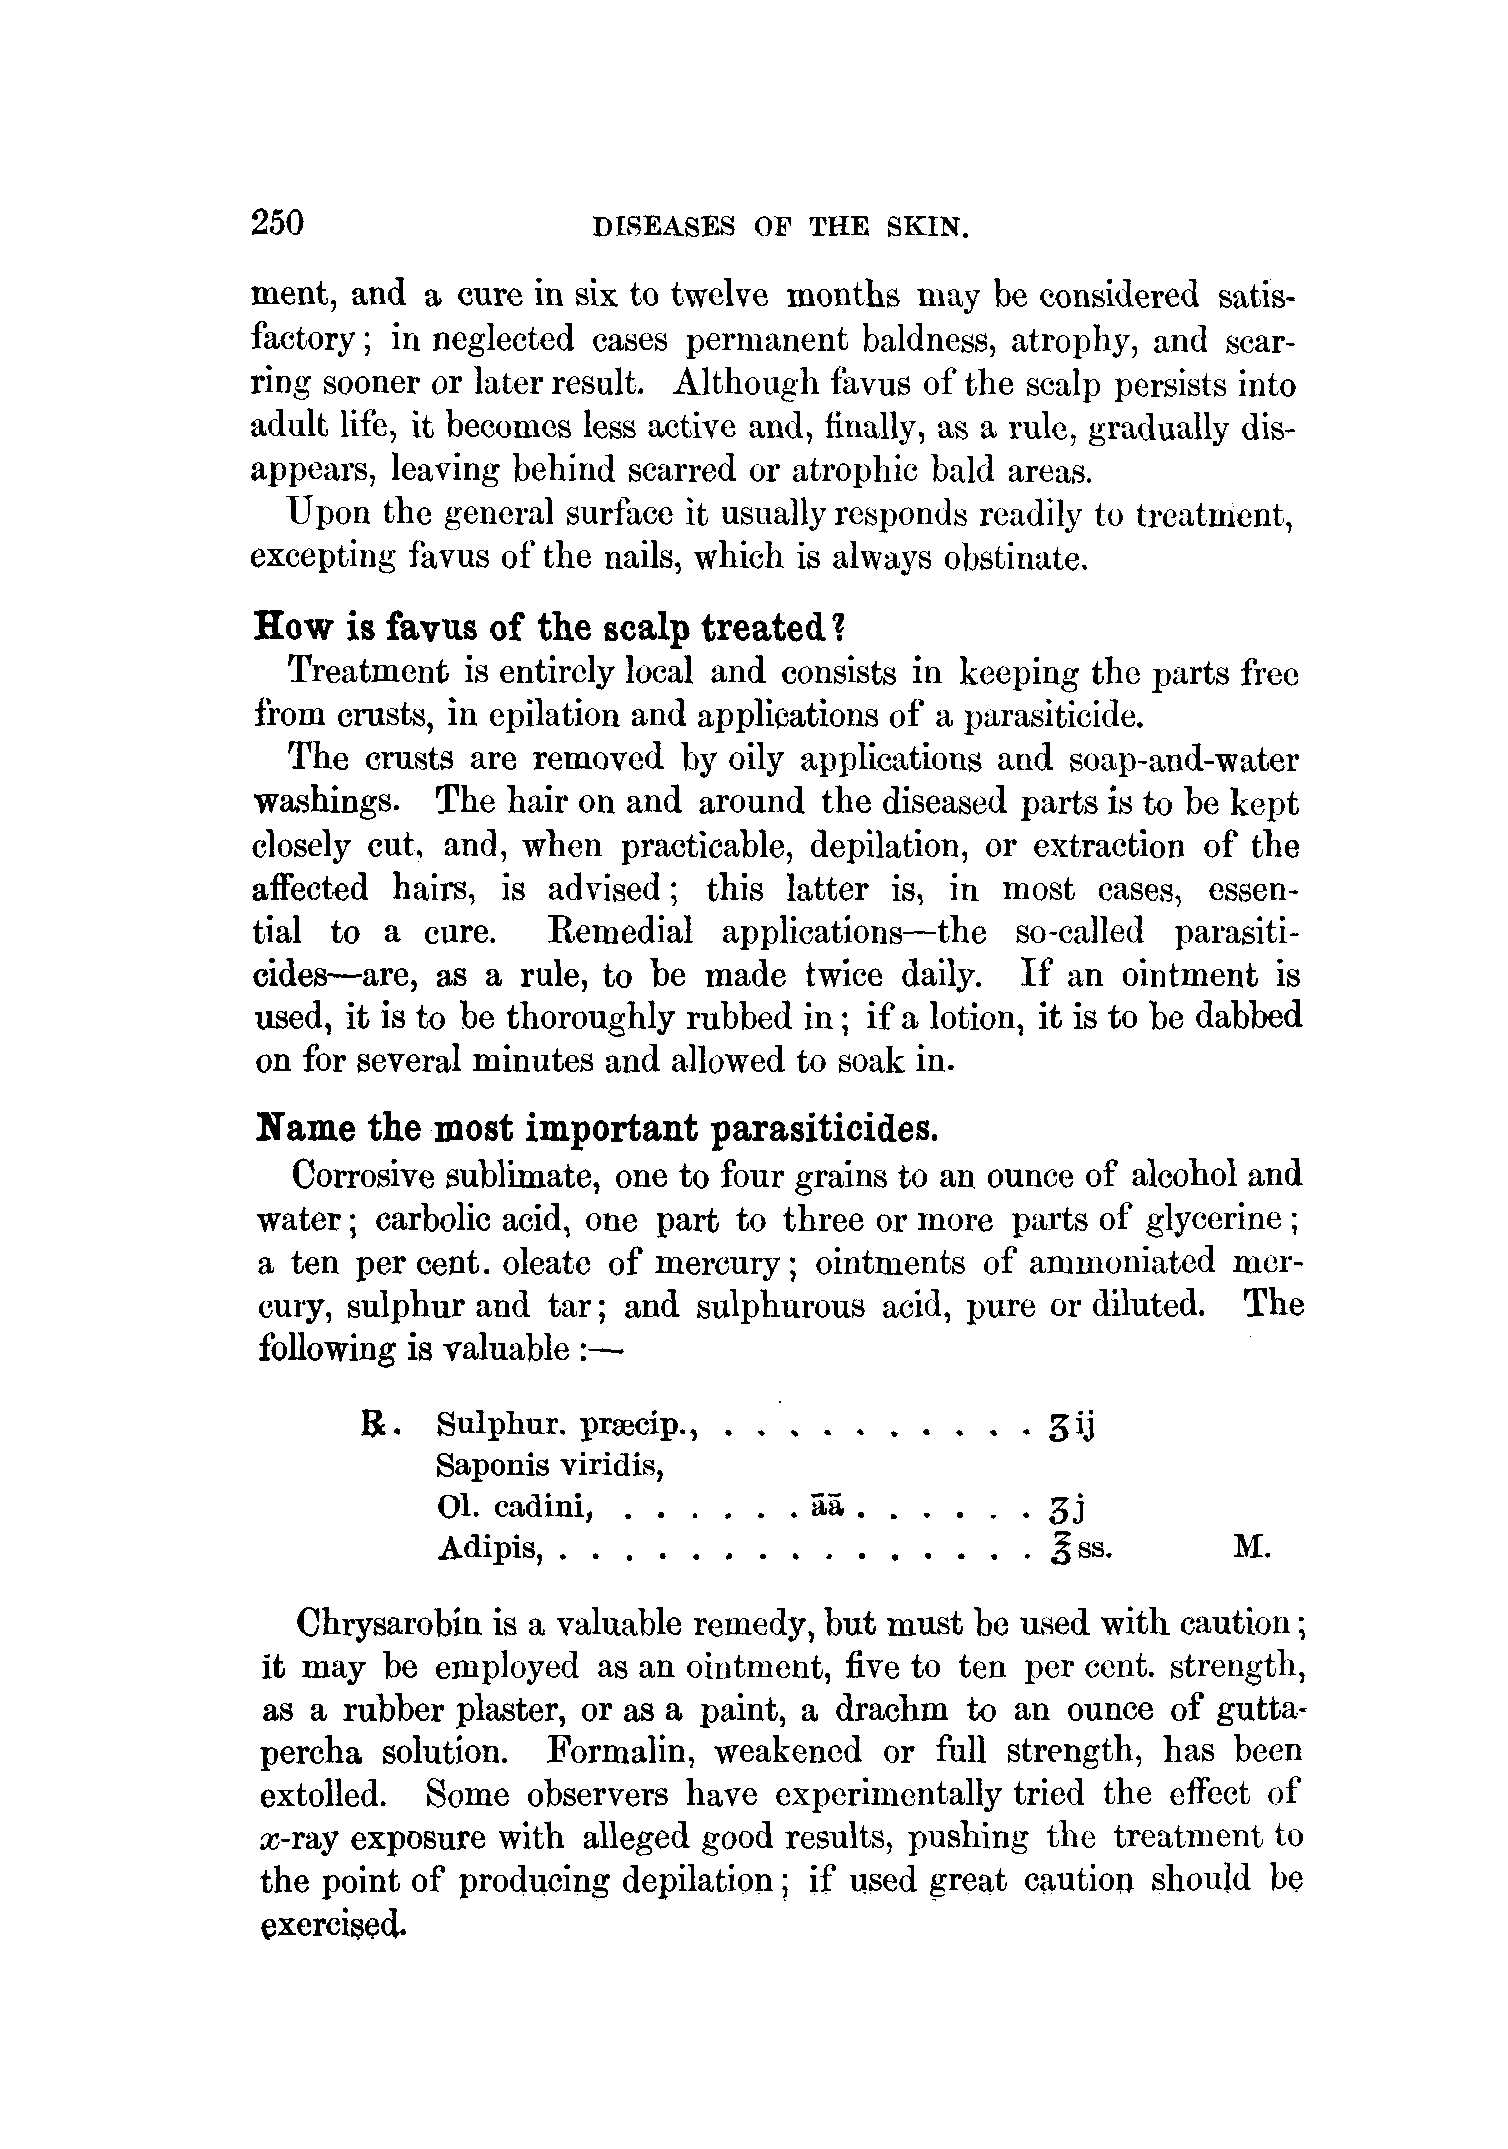 250 DISEASES OF THE SKIN.
ment, and a cure in six to twelve months may be considered satis-
factory; in neglected cases permanent baldness, atrophy, and scar-
ring sooner or later result. Although favus of the scalp persists into
adult life, it becomes less active and, finally, as a rule, gradually dis-
appears, leaving behind scarred or atrophic bald areas.
Upon the general surface it usually responds readily to treatment,
excepting favus of the nails, which is always obstinate.
How is favus of the scalp treated?
Treatment is entirely local and consists in keeping the parts free
from crusts, in epilation and applications of a parasiticide.
The crusts are removed by oily applications and soap-and-water
washings. The hair on and around the diseased parts is to be kept
closely cut, and, when practicable, depilation, or extraction of the
affected hairs, is advised; this latter is, in most cases, essen-
tial to a cure. Remedial applications—the so-called parasiti-
cides—are, as a rule, to be made twice daily. If an ointment is
used, it is to be thoroughly rubbed in; if a lotion, it is to be dabbed
on for several minutes and allowed to soak in.
Name the most important parasiticides.
Corrosive sublimate, one to four grains to an ounce of alcohol and
water; carbolic acid, one part to three or more parts of glycerine;
a ten per cent. oleate of mercury; ointments of ammoniated mer-
cury, sulphur and tar; and sulphurous acid, pure or diluted. The
following is valuable:—
℞. Sulphur. præcip., . . . . . . . . . . ʒij
Saponis viridis,
Ol. cadini, . . . . . . āā . . . . . . ʒj
Adipis, . . . . . . . . . . . . . . . ℥ss. M.
Chrysarobin is a valuable remedy, but must be used with caution;
it may be employed as an ointment, five to ten per cent. strength,
as a rubber plaster, or as a paint, a drachm to an ounce of gutta-
percha solution. Formalin, weakened or full strength, has been
extolled. Some observers have experimentally tried the effect of
x-ray exposure with alleged good results, pushing the treatment to
the point of producing depilation; if used great caution should be
exercised.